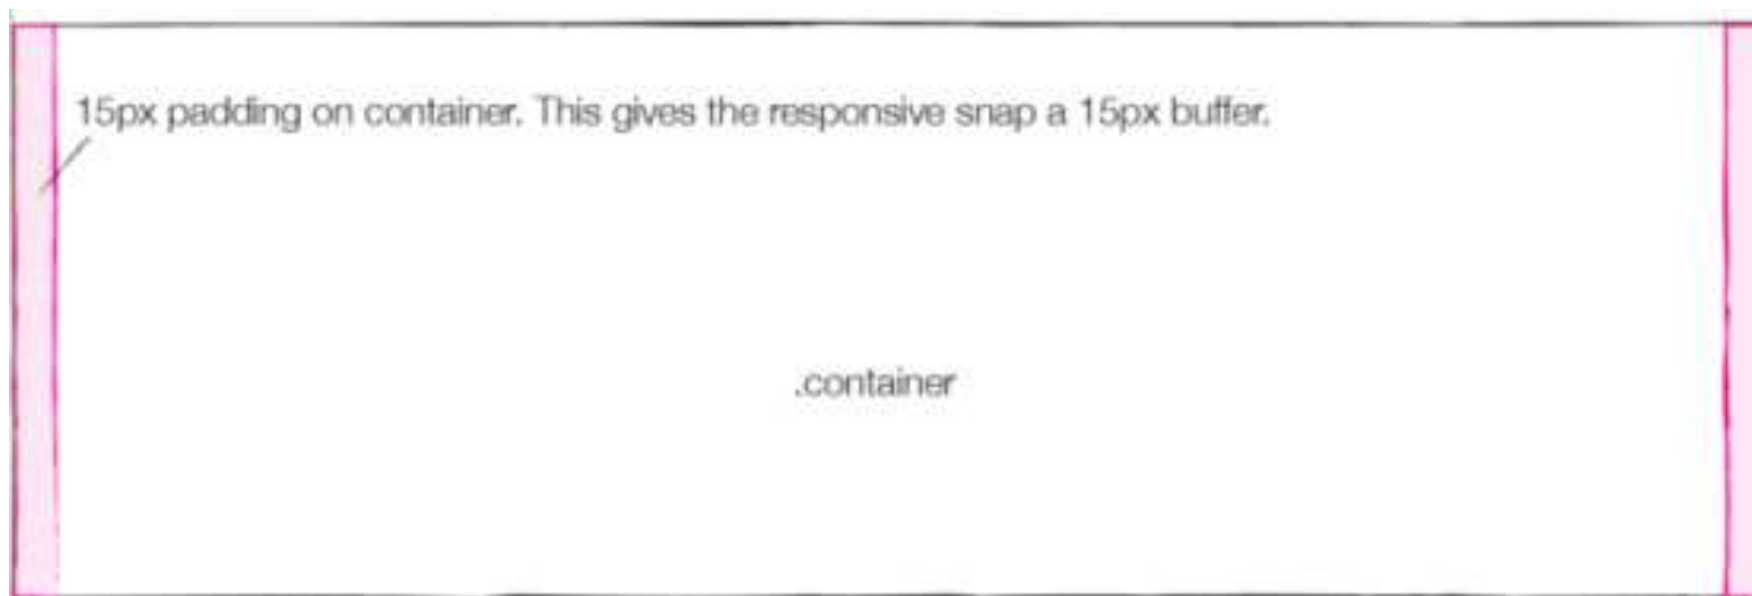 15px padding on container. This gives the responsive snap a 15px buffer.
.container